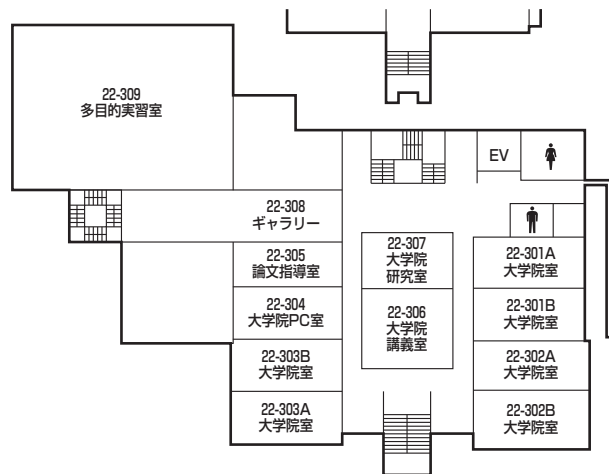 22-309
多目的実習室
EV
22-308
ギャラリー
22-305
論文指導室
22-304
大学院PC室
22-303B
大学院室
22-303A
大学院室
22-307
大学院
研究室
22-306
大学院
講義室
22-301A
大学院室
22-301B
大学院室
22-302A
大学院室
22-302B
大学院室